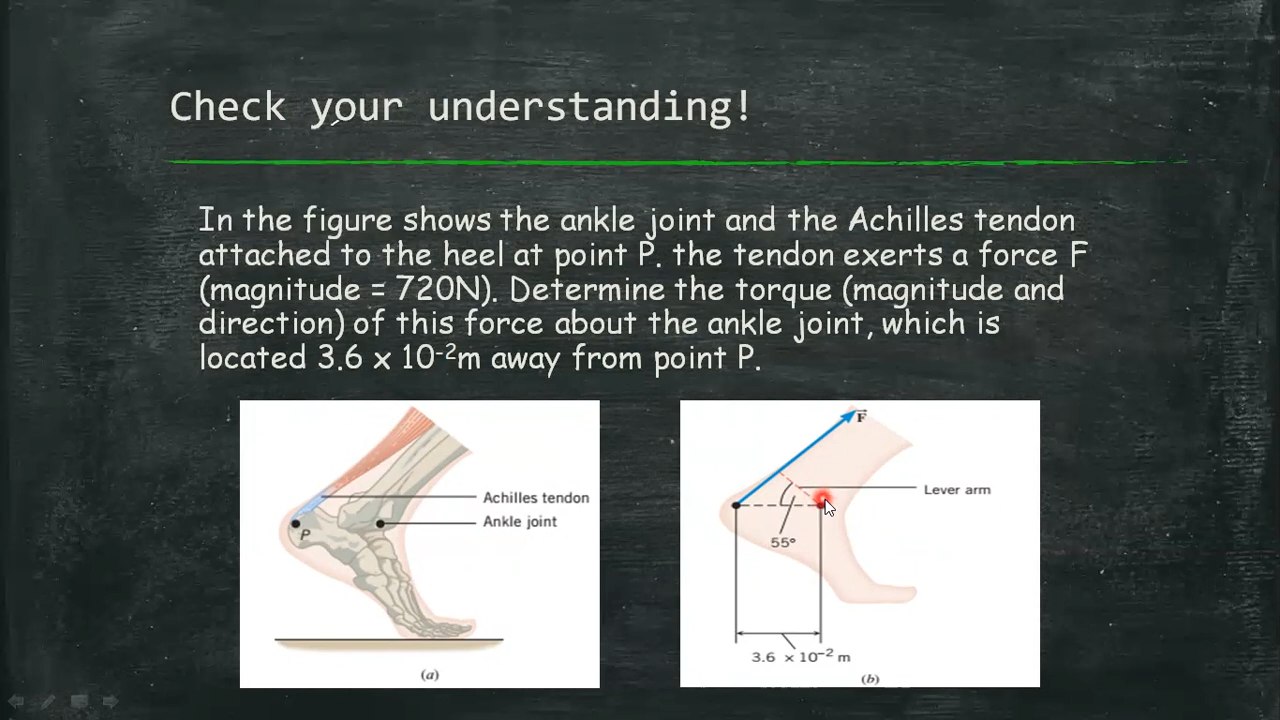 Check your understanding!
In the figure shows the ankle joint and the Achilles tendon
attached to the heel at point P. the tendon exerts a force F
(magnitude = 720N). Determine the torque (magnitude and
direction) of this force about the ankle joint, which is
located 3.6 x 10⁻²m away from point P.
Achilles tendon
Ankle joint
P
(a)
F⃗
Lever arm
55°
3.6 × 10⁻² m
(b)